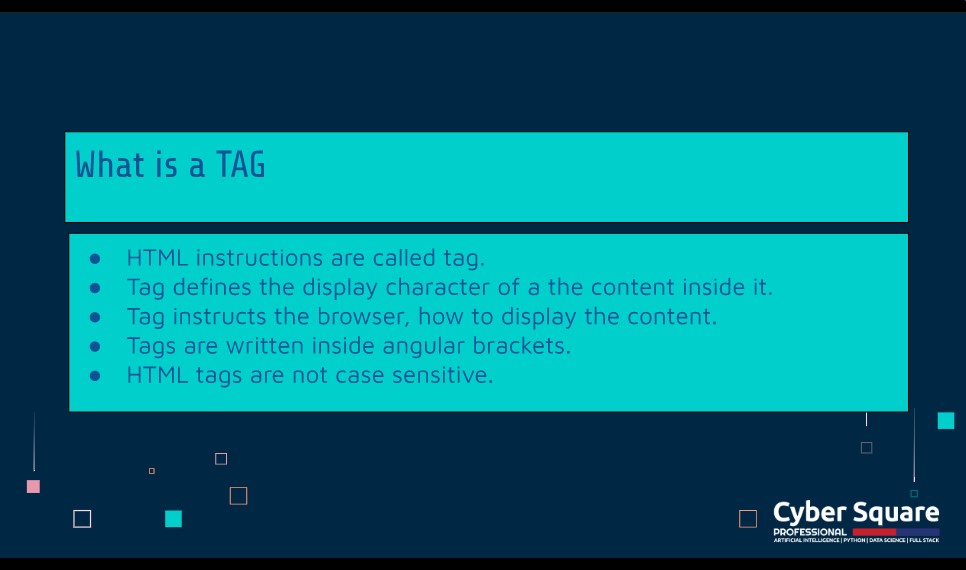 What is a TAG
● HTML instructions are called tag.
● Tag defines the display character of a the content inside it.
● Tag instructs the browser, how to display the content.
● Tags are written inside angular brackets.
● HTML tags are not case sensitive.
Cyber Square
PROFESSIONAL
ARTIFICIAL INTELLIGENCE | PYTHON | DATA SCIENCE | FULL STACK